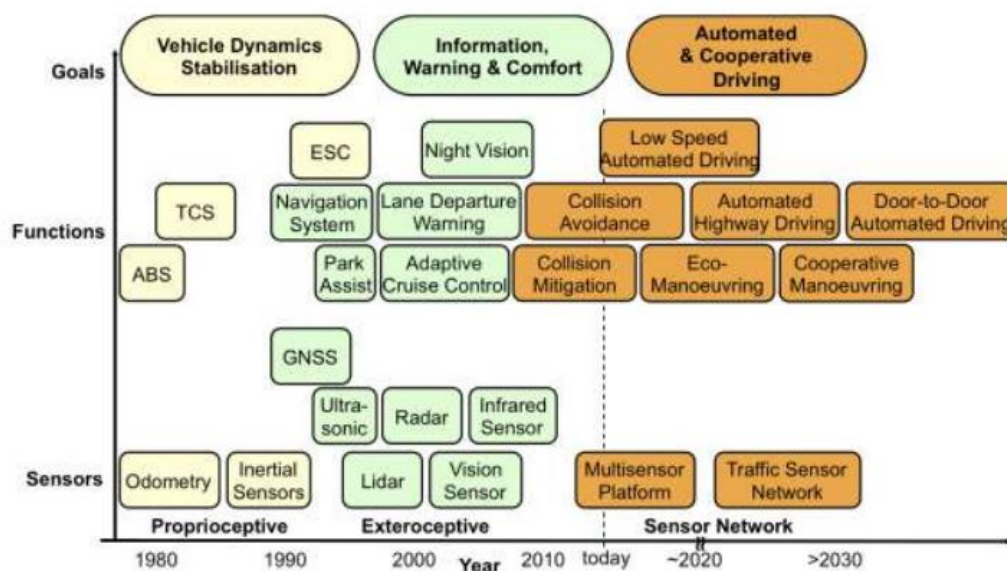 Goals
Vehicle Dynamics
Stabilisation
Information,
Warning & Comfort
Automated
& Cooperative
Driving
Functions
ESC
Night Vision
Low Speed
Automated Driving
TCS
Navigation
System
Lane Departure
Warning
Collision
Avoidance
Automated
Highway Driving
Door-to-Door
Automated Driving
ABS
Park
Assist
Adaptive
Cruise Control
Collision
Mitigation
Eco-
Manoeuvring
Cooperative
Manoeuvring
GNSS
Ultra-
sonic
Radar
Infrared
Sensor
Sensors
Odometry
Inertial
Sensors
Lidar
Vision
Sensor
Multisensor
Platform
Traffic Sensor
Network
Proprioceptive
Exteroceptive
Sensor Network
1980
1990
2000
Year
2010
today
~2020
>2030